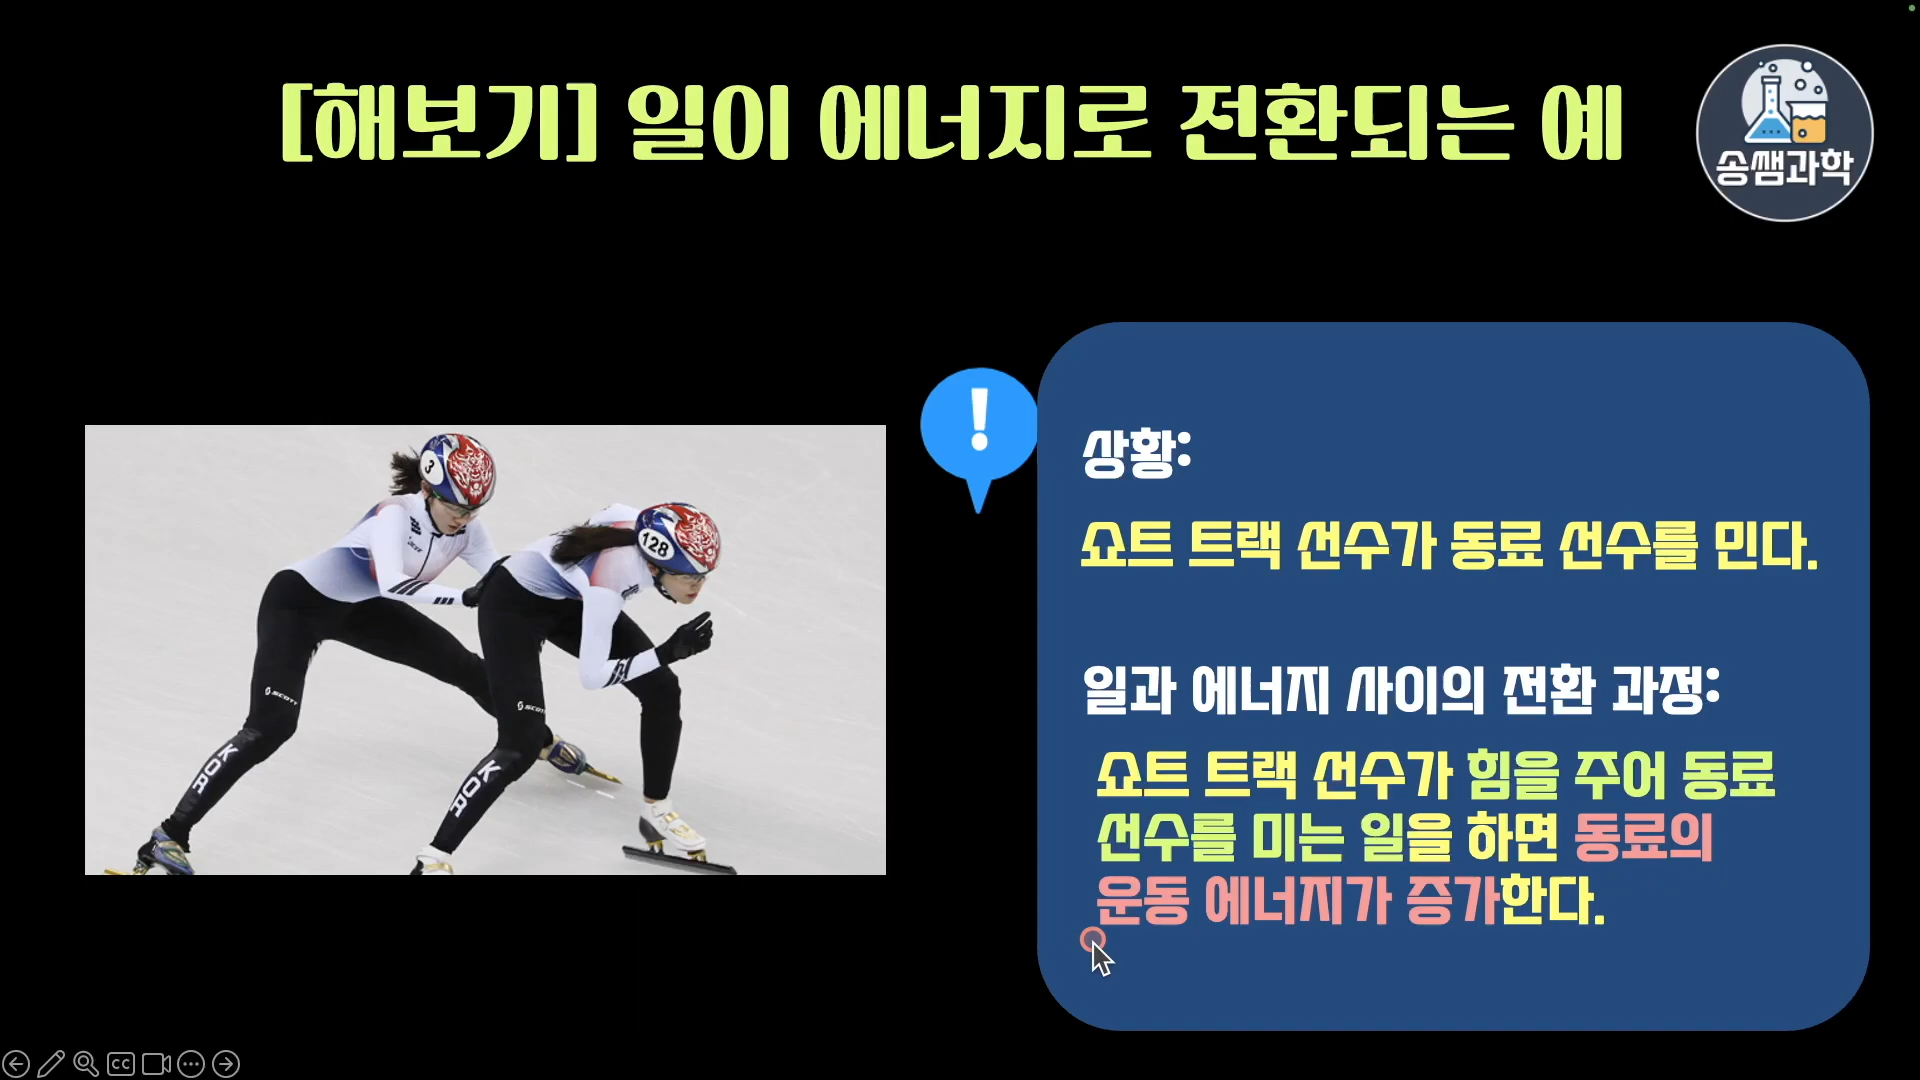 [해보기] 일이 에너지로 전환되는 예
송쌤과학
!
상황:
쇼트 트랙 선수가 동료 선수를 민다.
일과 에너지 사이의 전환 과정:
쇼트 트랙 선수가 힘을 주어 동료
선수를 미는 일을 하면 동료의
운동 에너지가 증가한다.
3
128
SCOTT
SCOTT
KOR
KOR
CC